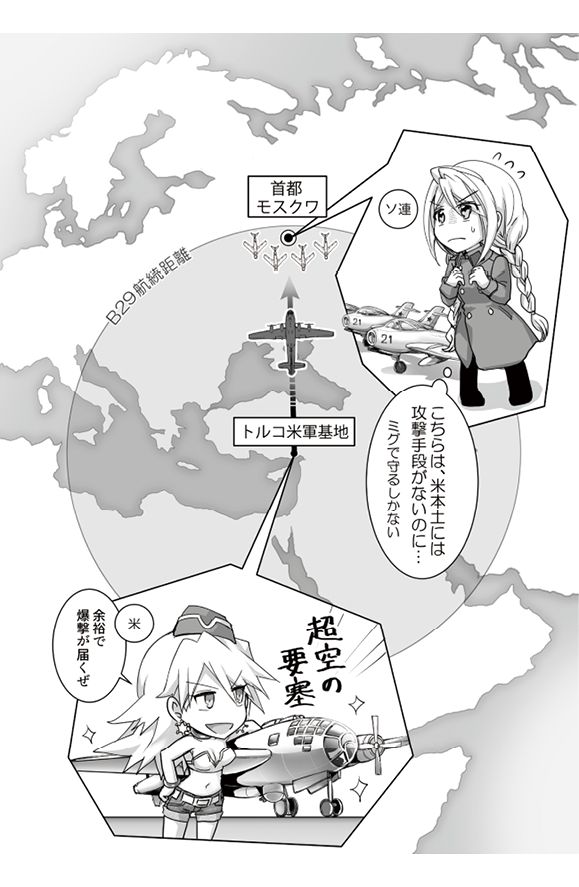 首都
モスクワ
ソ連
B29航続距離
21
21
トルコ米軍基地
こちらは、米本土には
攻撃手段がないのに…
ミグで守るしかない
米
余裕で
爆撃が届くぜ
超空の
要塞